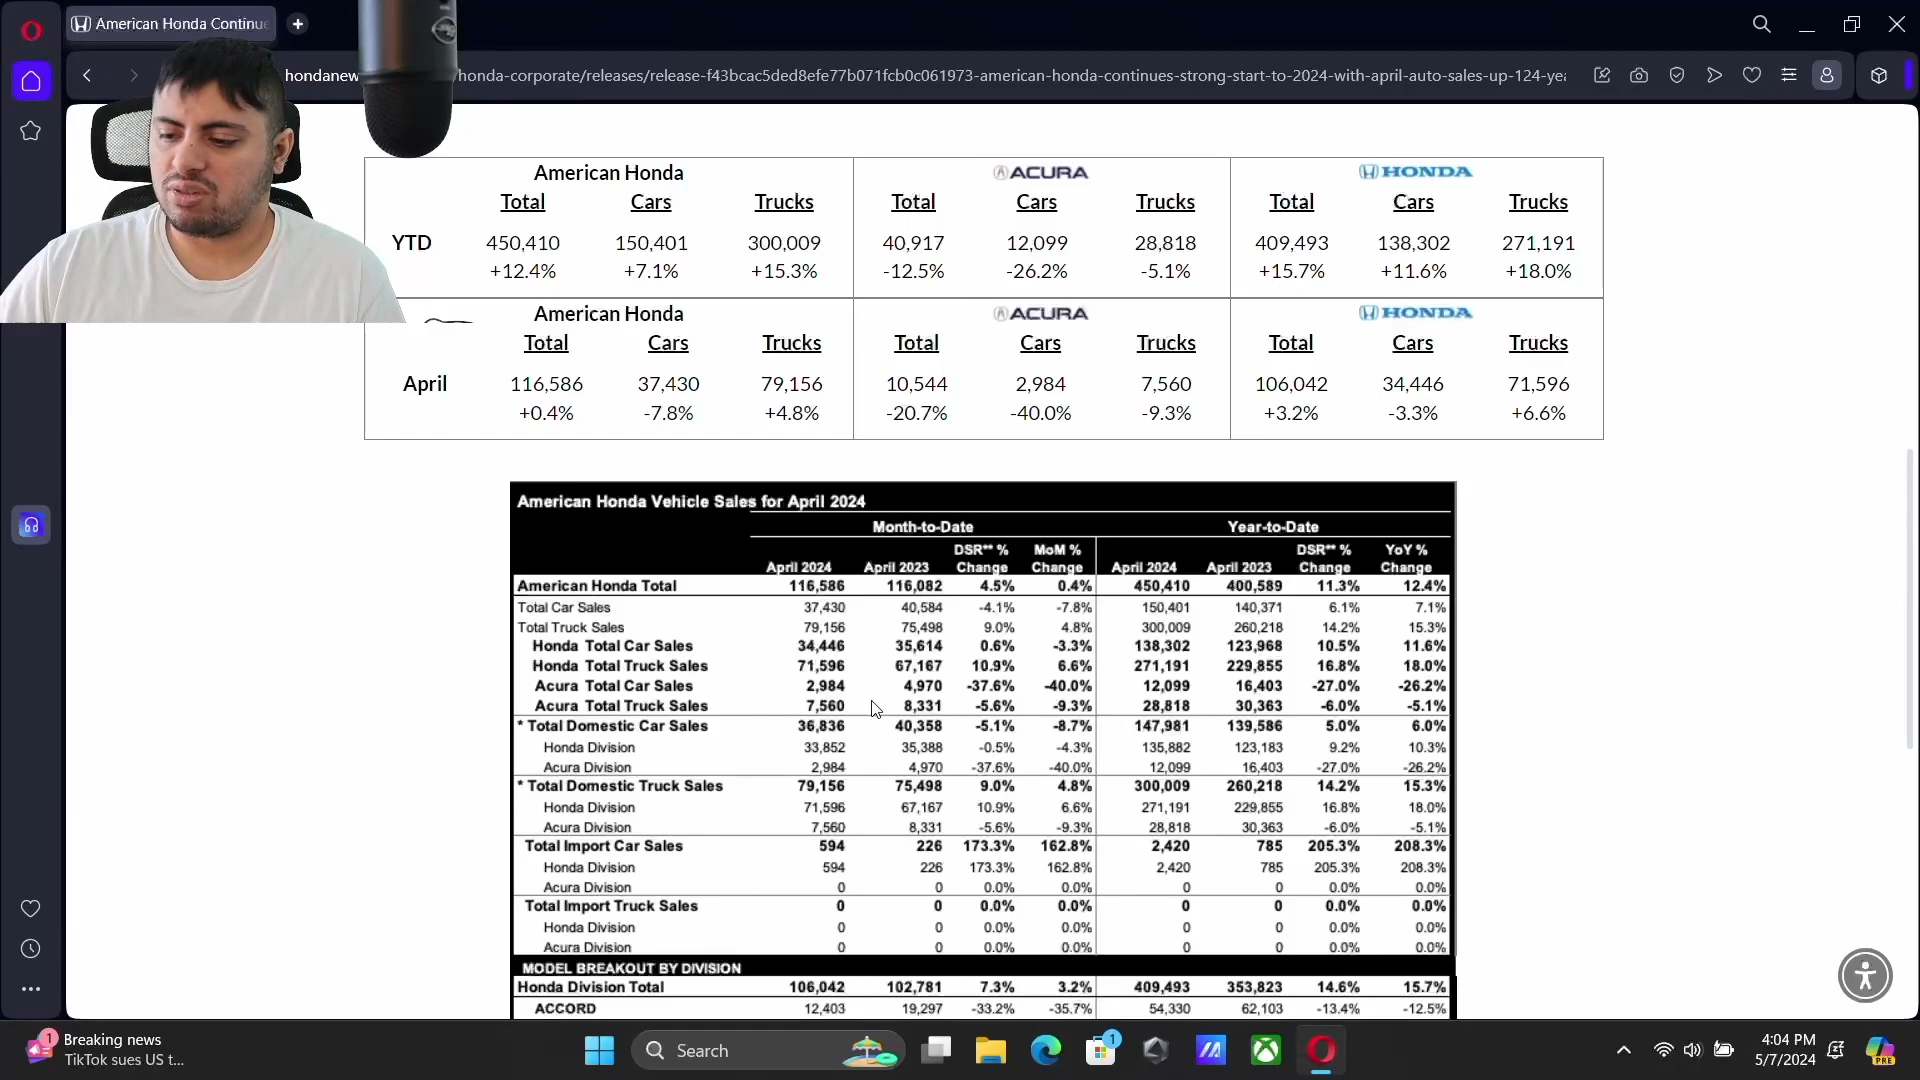 American Honda Continue
hondanew honda-corporate/releases/release-f43bcac5ded8efe77b071fcb0c061973-american-honda-continues-strong-start-to-2024-with-april-auto-sales-up-124-yea
American Honda ACURA HONDA
Total Cars Trucks Total Cars Trucks Total Cars Trucks
YTD 450,410 150,401 300,009 40,917 12,099 28,818 409,493 138,302 271,191
+12.4% +7.1% +15.3% -12.5% -26.2% -5.1% +15.7% +11.6% +18.0%
American Honda ACURA HONDA
Total Cars Trucks Total Cars Trucks Total Cars Trucks
April 116,586 37,430 79,156 10,544 2,984 7,560 106,042 34,446 71,596
+0.4% -7.8% +4.8% -20.7% -40.0% -9.3% +3.2% -3.3% +6.6%
American Honda Vehicle Sales for April 2024
Month-to-Date Year-to-Date
DSR** % MoM % DSR** % YoY %
April 2024 April 2023 Change Change April 2024 April 2023 Change Change
American Honda Total 116,586 116,082 4.5% 0.4% 450,410 400,589 11.3% 12.4%
Total Car Sales 37,430 40,584 -4.1% -7.8% 150,401 140,371 6.1% 7.1%
Total Truck Sales 79,156 75,498 9.0% 4.8% 300,009 260,218 14.2% 15.3%
Honda Total Car Sales 34,446 35,614 0.6% -3.3% 138,302 123,968 10.5% 11.6%
Honda Total Truck Sales 71,596 67,167 10.9% 6.6% 271,191 229,855 16.8% 18.0%
Acura Total Car Sales 2,984 4,970 -37.6% -40.0% 12,099 16,403 -27.0% -26.2%
Acura Total Truck Sales 7,560 8,331 -5.6% -9.3% 28,818 30,363 -6.0% -5.1%
* Total Domestic Car Sales 36,836 40,358 -5.1% -8.7% 147,981 139,586 5.0% 6.0%
Honda Division 33,852 35,388 -0.5% -4.3% 135,882 123,183 9.2% 10.3%
Acura Division 2,984 4,970 -37.6% -40.0% 12,099 16,403 -27.0% -26.2%
* Total Domestic Truck Sales 79,156 75,498 9.0% 4.8% 300,009 260,218 14.2% 15.3%
Honda Division 71,596 67,167 10.9% 6.6% 271,191 229,855 16.8% 18.0%
Acura Division 7,560 8,331 -5.6% -9.3% 28,818 30,363 -6.0% -5.1%
Total Import Car Sales 594 226 173.3% 162.8% 2,420 785 205.3% 208.3%
Honda Division 594 226 173.3% 162.8% 2,420 785 205.3% 208.3%
Acura Division 0 0 0.0% 0.0% 0 0 0.0% 0.0%
Total Import Truck Sales 0 0 0.0% 0.0% 0 0 0.0% 0.0%
Honda Division 0 0 0.0% 0.0% 0 0 0.0% 0.0%
Acura Division 0 0 0.0% 0.0% 0 0 0.0% 0.0%
MODEL BREAKOUT BY DIVISION
Honda Division Total 106,042 102,781 7.3% 3.2% 409,493 353,823 14.6% 15.7%
ACCORD 12,403 19,297 -33.2% -35.7% 54,330 62,103 -13.4% -12.5%
1
Breaking news
TikTok sues US t...
Search
1
4:04 PM
5/7/2024
PRE